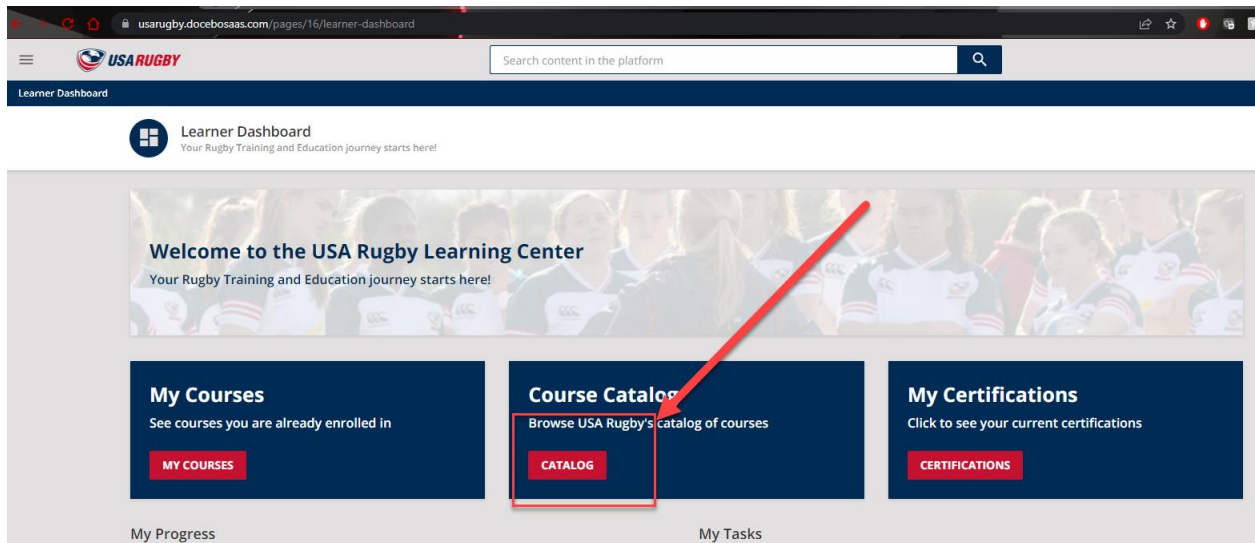 usarugby.docebosaas.com/pages/16/learner-dashboard
USA RUGBY
Search content in the platform
Learner Dashboard
Learner Dashboard
Your Rugby Training and Education journey starts here!
Welcome to the USA Rugby Learning Center
Your Rugby Training and Education journey starts here!
My Courses
See courses you are already enrolled in
MY COURSES
Course Catalog
Browse USA Rugby's catalog of courses
CATALOG
My Certifications
Click to see your current certifications
CERTIFICATIONS
My Progress
My Tasks